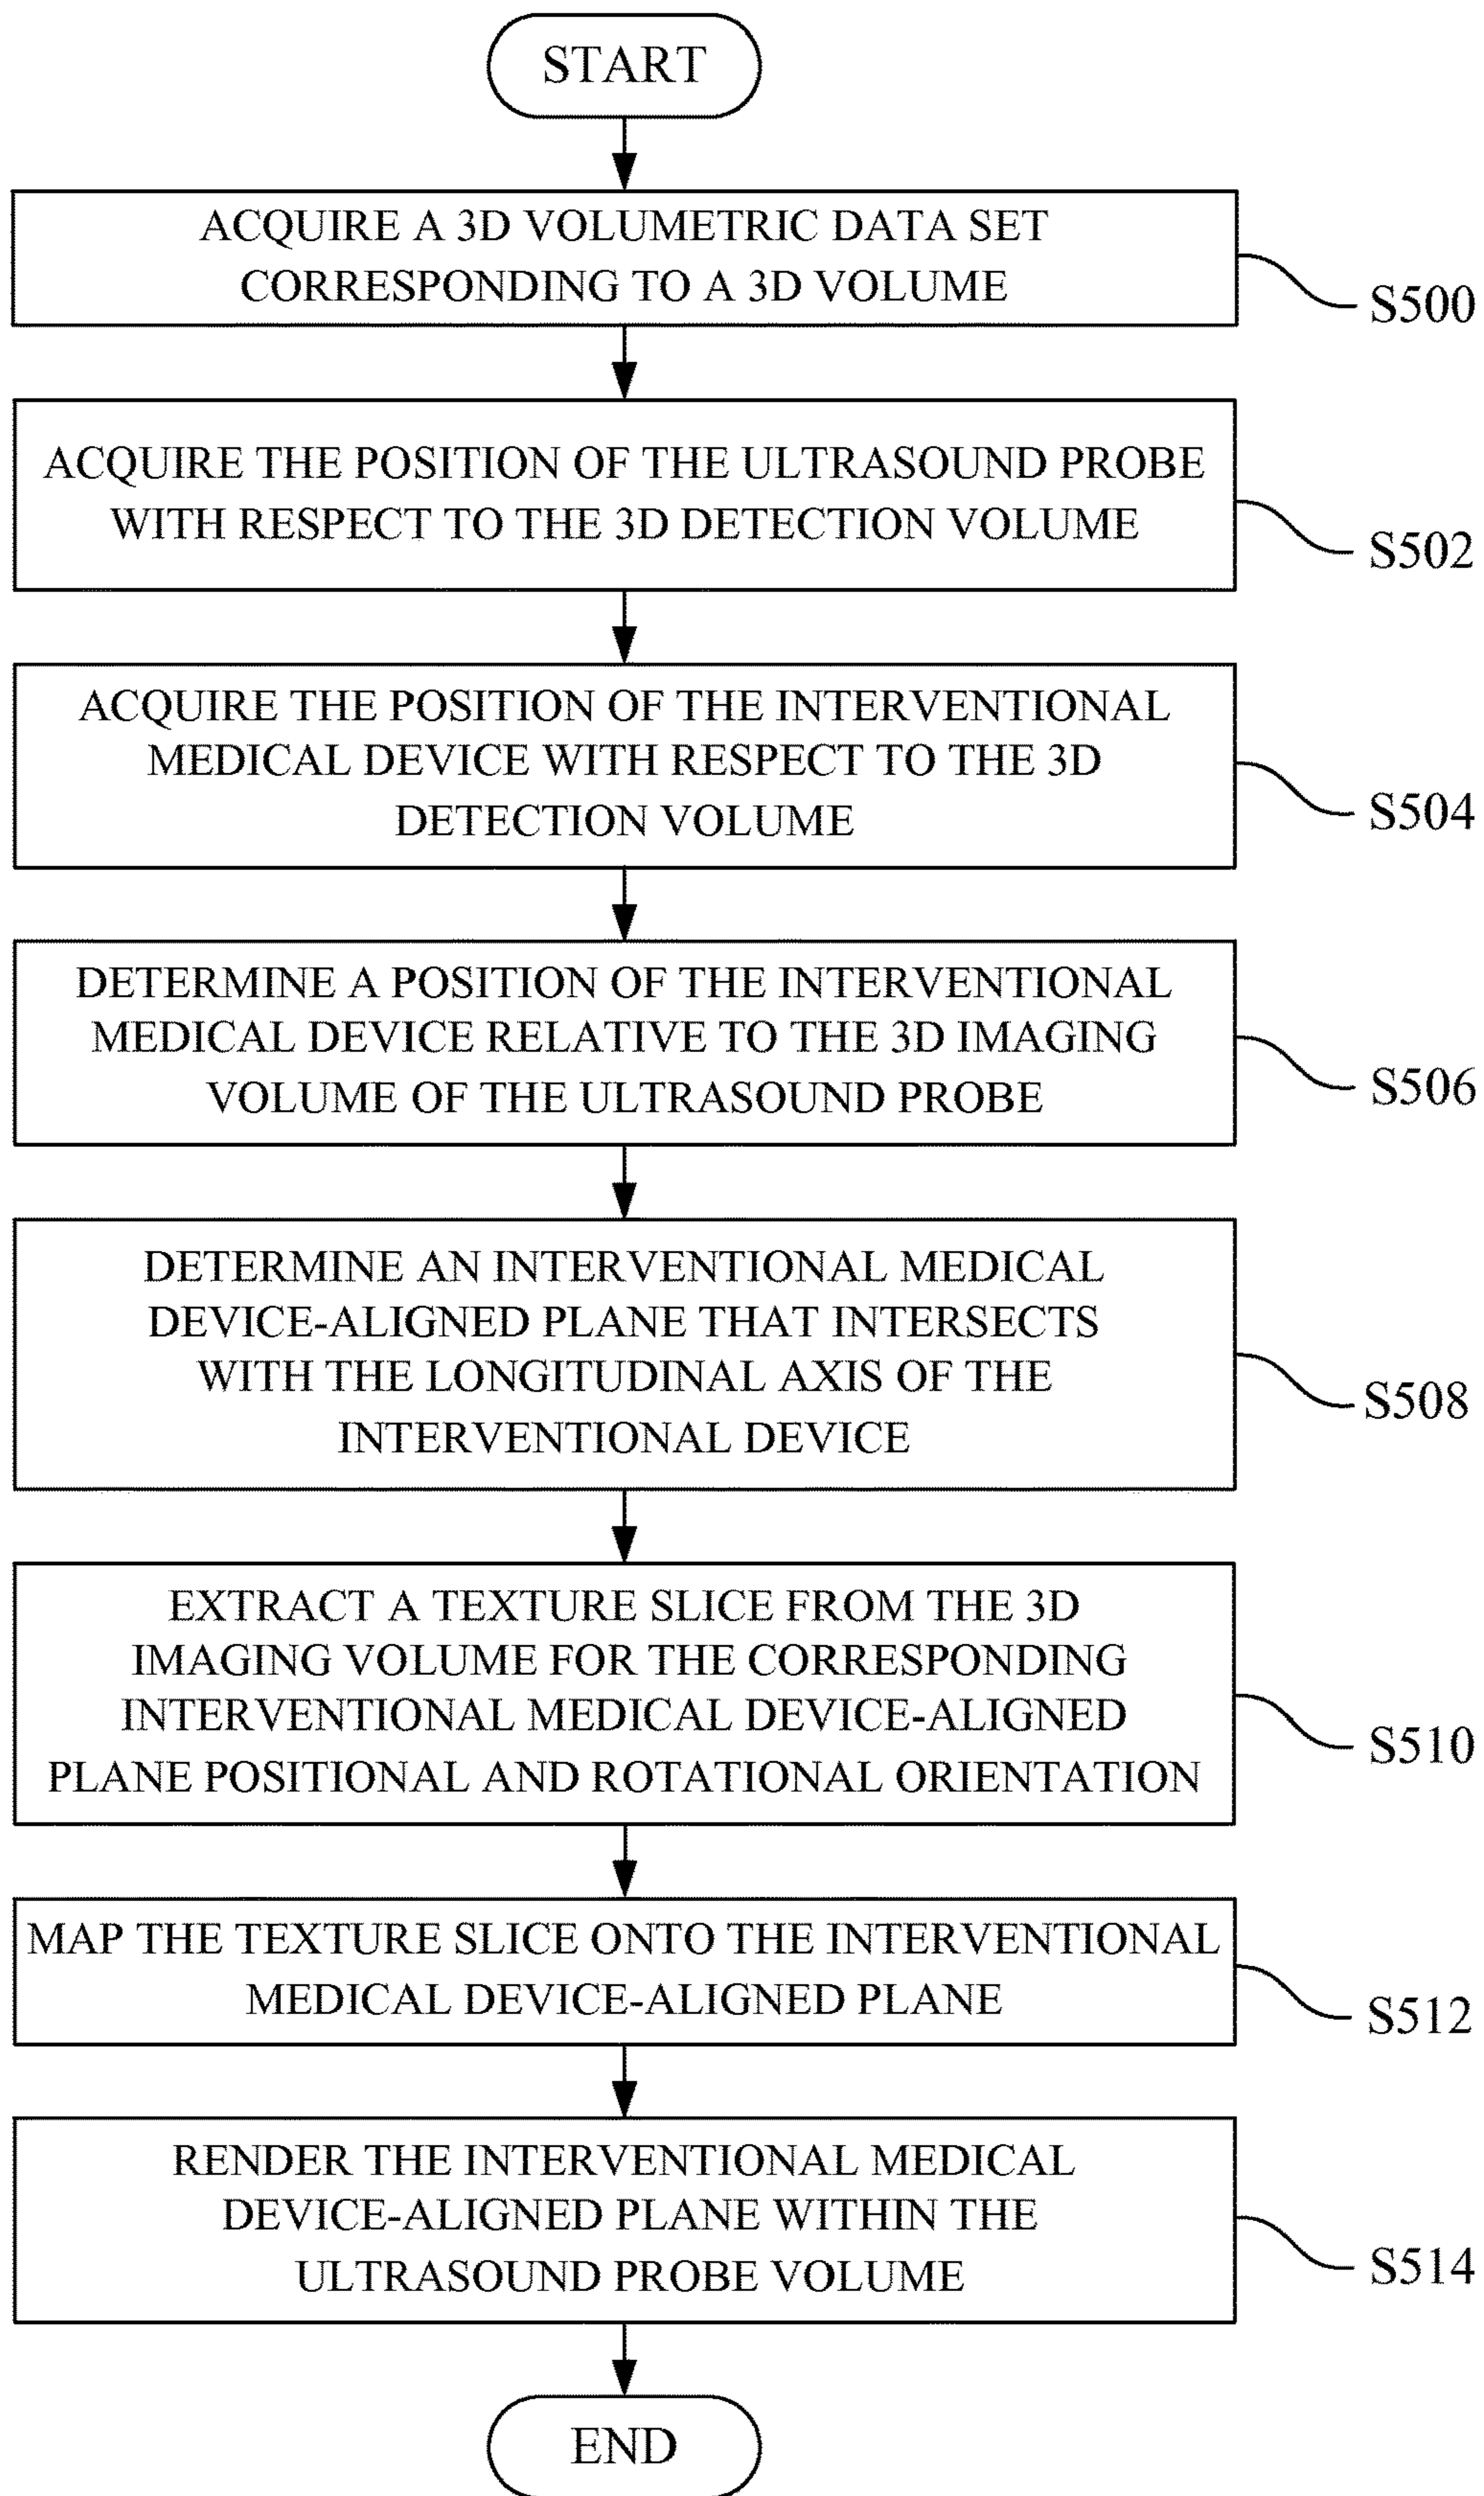 START
ACQUIRE A 3D VOLUMETRIC DATA SET
CORRESPONDING TO A 3D VOLUME
S500
ACQUIRE THE POSITION OF THE ULTRASOUND PROBE
WITH RESPECT TO THE 3D DETECTION VOLUME
S502
ACQUIRE THE POSITION OF THE INTERVENTIONAL
MEDICAL DEVICE WITH RESPECT TO THE 3D
DETECTION VOLUME
S504
DETERMINE A POSITION OF THE INTERVENTIONAL
MEDICAL DEVICE RELATIVE TO THE 3D IMAGING
VOLUME OF THE ULTRASOUND PROBE
S506
DETERMINE AN INTERVENTIONAL MEDICAL
DEVICE-ALIGNED PLANE THAT INTERSECTS
WITH THE LONGITUDINAL AXIS OF THE
INTERVENTIONAL DEVICE
S508
EXTRACT A TEXTURE SLICE FROM THE 3D
IMAGING VOLUME FOR THE CORRESPONDING
INTERVENTIONAL MEDICAL DEVICE-ALIGNED
PLANE POSITIONAL AND ROTATIONAL ORIENTATION
S510
MAP THE TEXTURE SLICE ONTO THE INTERVENTIONAL
MEDICAL DEVICE-ALIGNED PLANE
S512
RENDER THE INTERVENTIONAL MEDICAL
DEVICE-ALIGNED PLANE WITHIN THE
ULTRASOUND PROBE VOLUME
S514
END